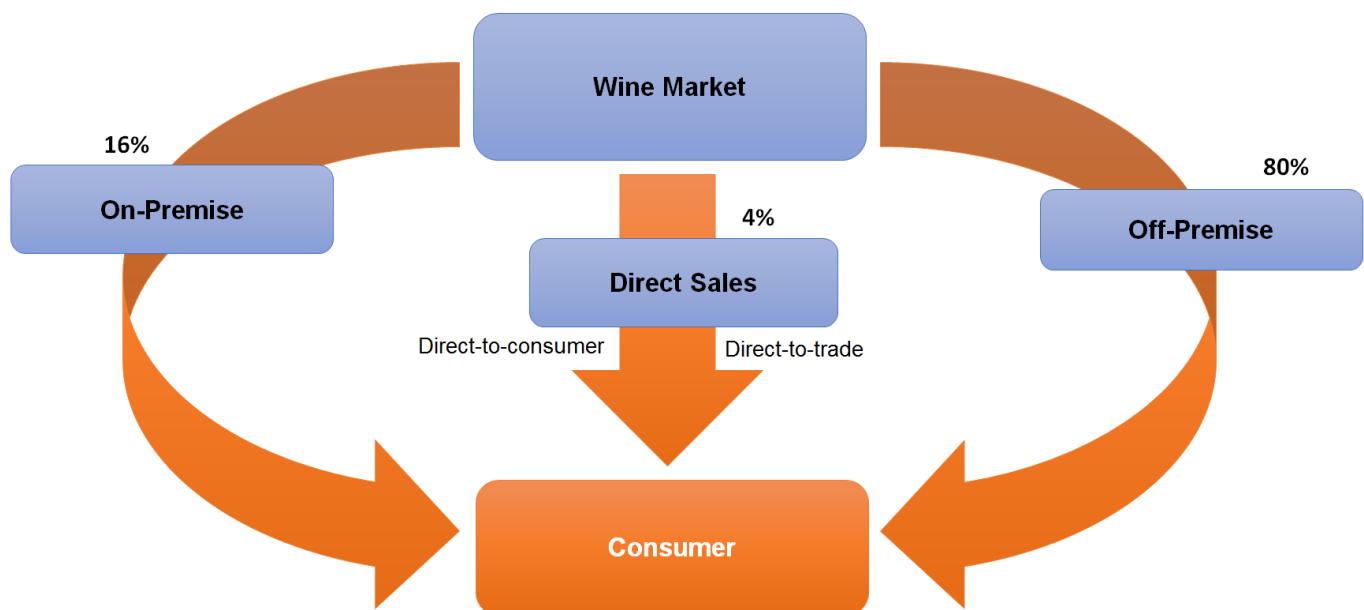 Wine Market
16%
On-Premise
4%
Direct Sales
80%
Off-Premise
Direct-to-consumer
Direct-to-trade
Consumer